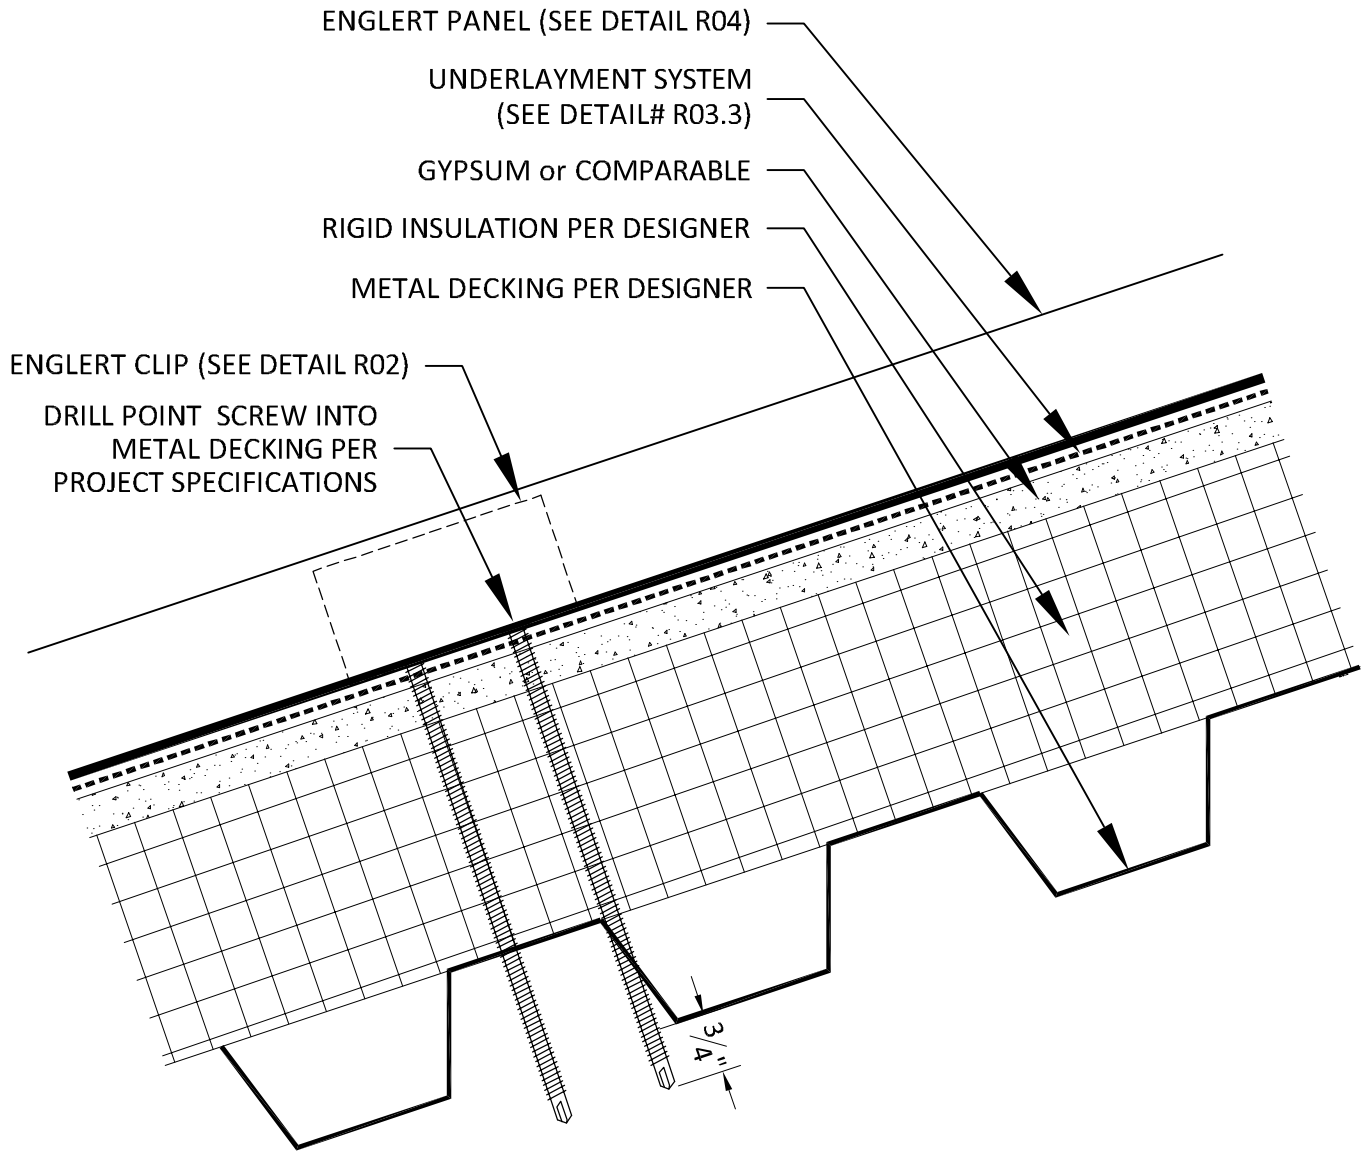 ENGLERT PANEL (SEE DETAIL R04)
UNDERLAYMENT SYSTEM
(SEE DETAIL# R03.3)
GYPSUM or COMPARABLE
RIGID INSULATION PER DESIGNER
METAL DECKING PER DESIGNER
ENGLERT CLIP (SEE DETAIL R02)
DRILL POINT  SCREW INTO
METAL DECKING PER
PROJECT SPECIFICATIONS
3/4"